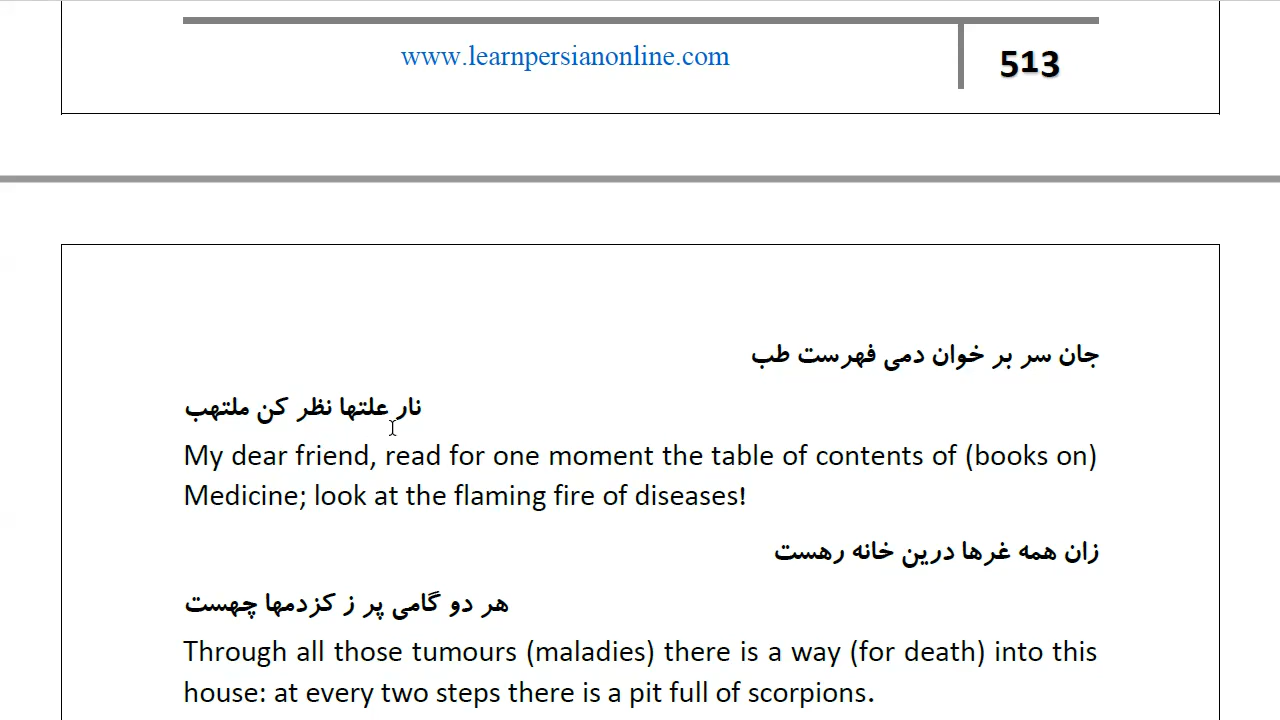 www.learnpersianonline.com
513
جان سر بر خوان دمی فهرست طب
نار علتها نظر کن ملتهب
My dear friend, read for one moment the table of contents of (books on)
Medicine; look at the flaming fire of diseases!
زان همه غرها درین خانه رهست
هر دو گامی پر ز کزدمها چهست
Through all those tumours (maladies) there is a way (for death) into this
house: at every two steps there is a pit full of scorpions.